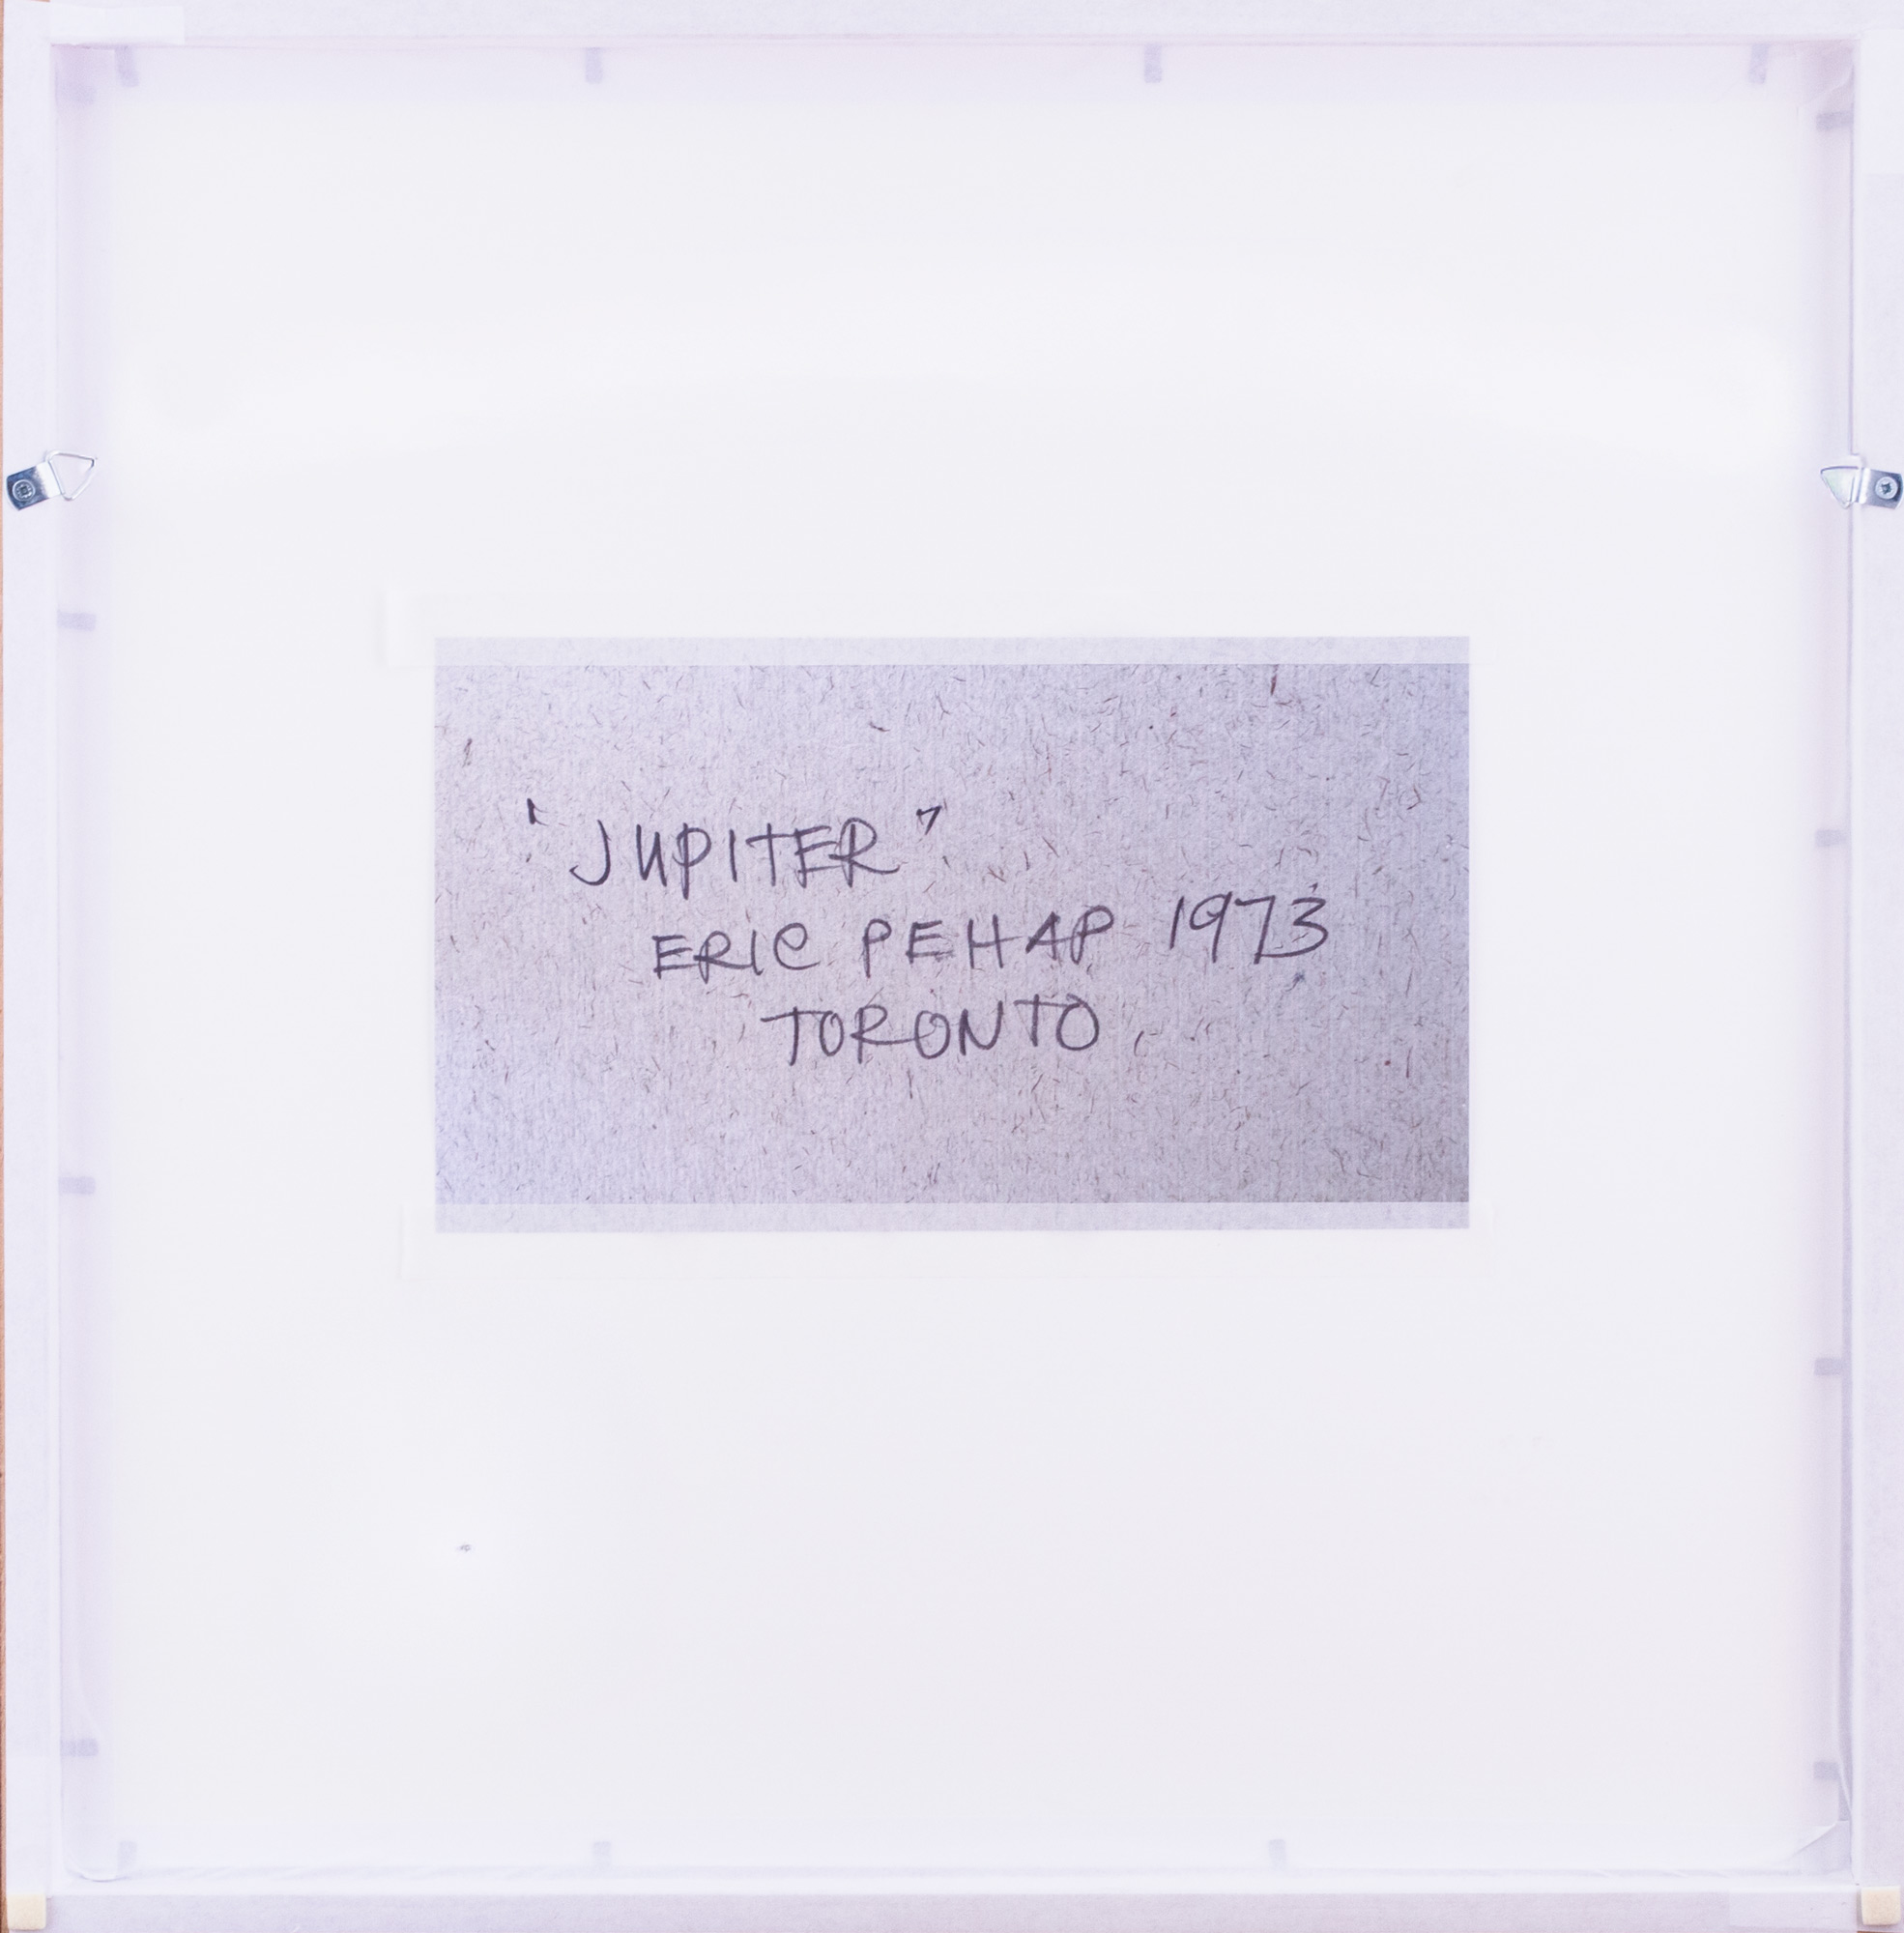 "JUPITER"
ERIC PEHAP 1973
TORONTO